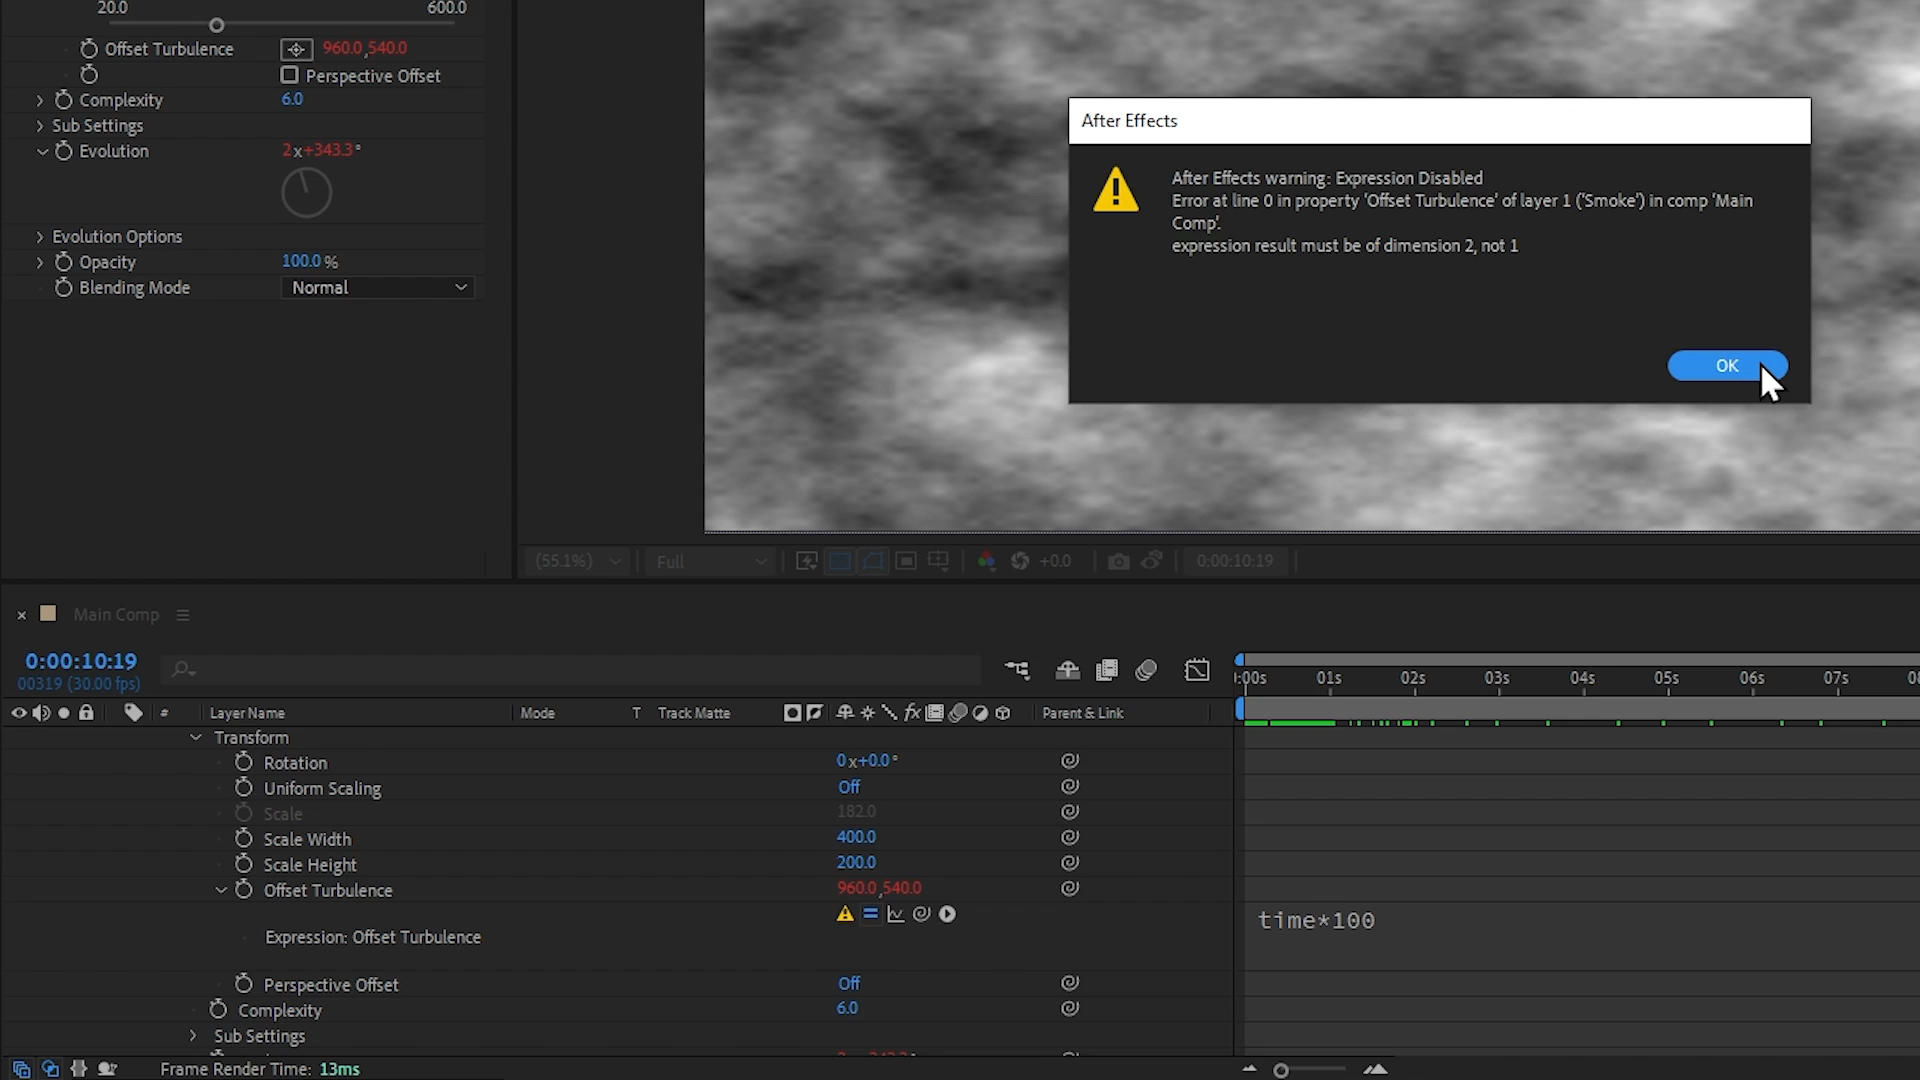 20.0 600.0
Offset Turbulence 960.0,540.0
Perspective Offset
Complexity 6.0
Sub Settings
Evolution 2x+343.3°
Evolution Options
Opacity 100.0 %
Blending Mode Normal
After Effects
After Effects warning: Expression Disabled
Error at line 0 in property 'Offset Turbulence' of layer 1 ('Smoke') in comp 'Main
Comp'.
expression result must be of dimension 2, not 1
OK
(55.1%) Full +0.0 0:00:10:19
× Main Comp
0:00:10:19
00319 (30.00 fps)
:00s 01s 02s 03s 04s 05s 06s 07s
# Layer Name Mode T Track Matte fx Parent & Link
Transform
Rotation 0x+0.0°
Uniform Scaling Off
Scale 182.0
Scale Width 400.0
Scale Height 200.0
Offset Turbulence 960.0,540.0
Expression: Offset Turbulence time*100
Perspective Offset Off
Complexity 6.0
Sub Settings
Frame Render Time: 13ms